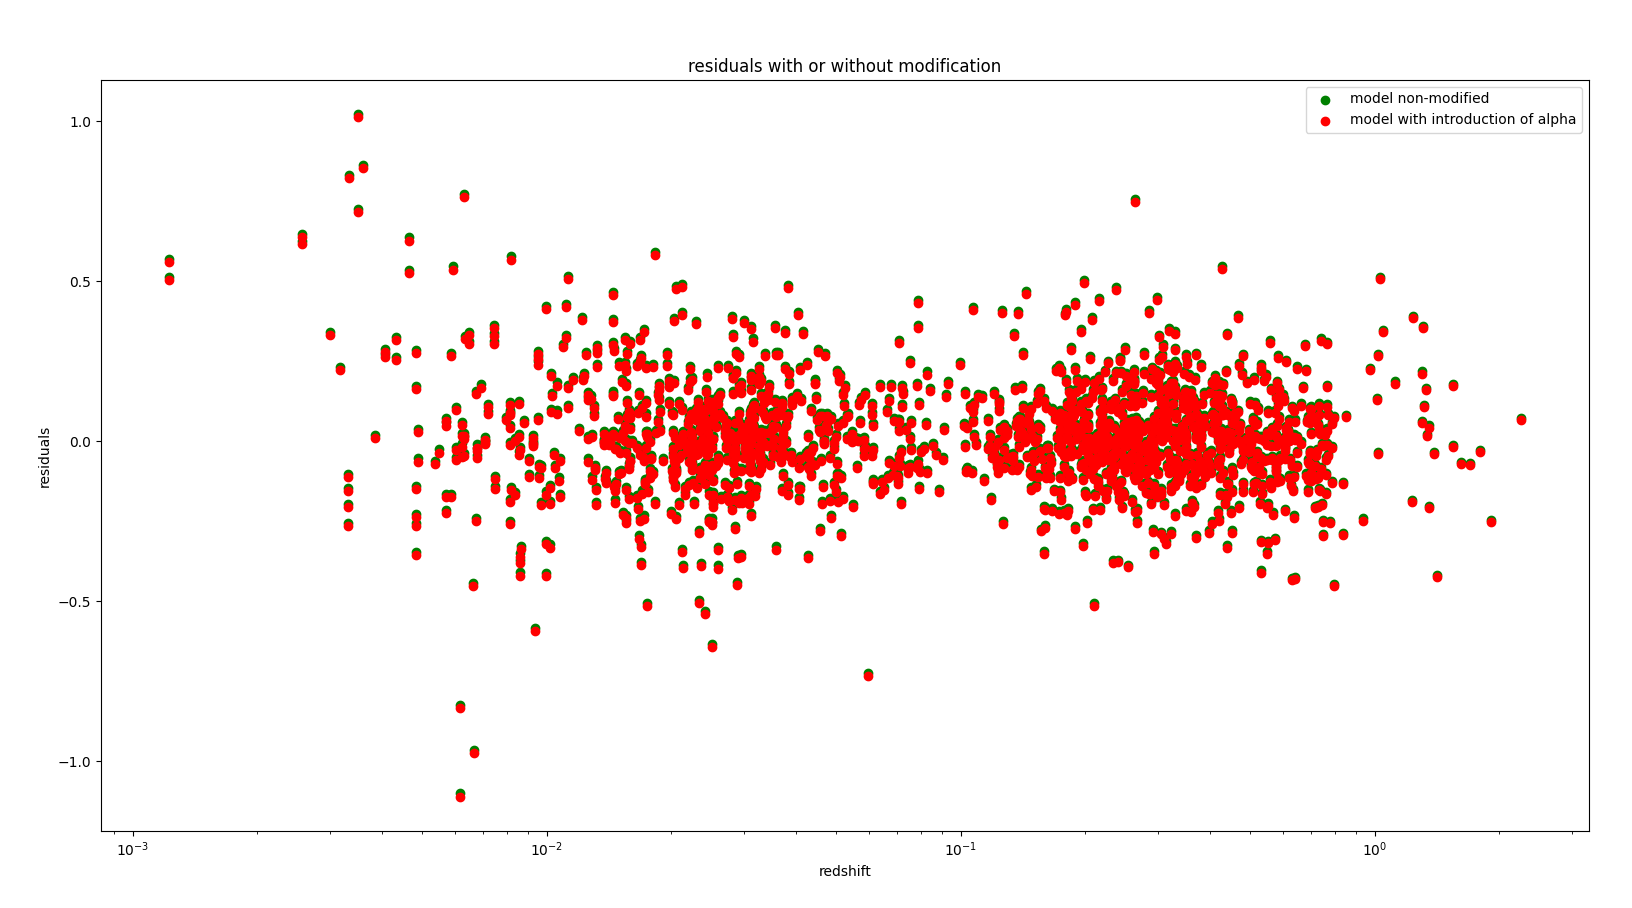 residuals with or without modification
model non-modified
model with introduction of alpha
1.0
0.5
0.0
−0.5
−1.0
residuals
10⁻³
10⁻²
10⁻¹
10⁰
redshift